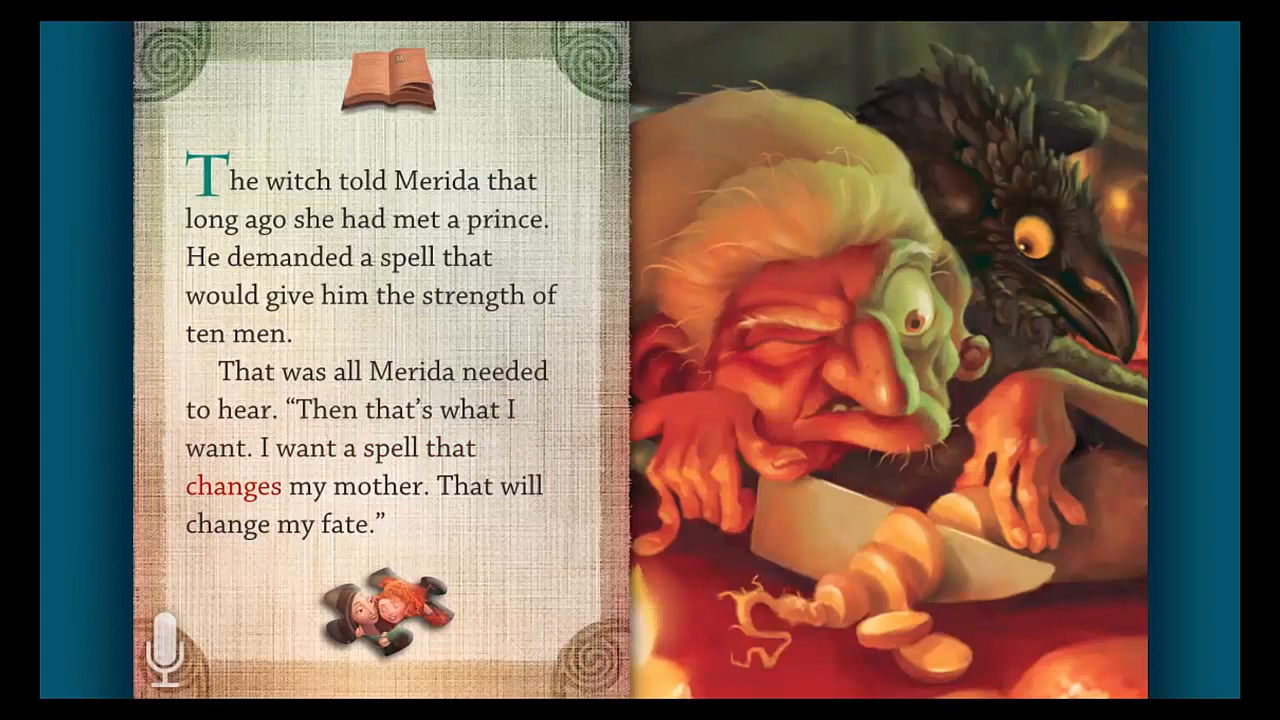 The witch told Merida that
long ago she had met a prince.
He demanded a spell that
would give him the strength of
ten men.
That was all Merida needed
to hear. “Then that’s what I
want. I want a spell that
changes my mother. That will
change my fate.”